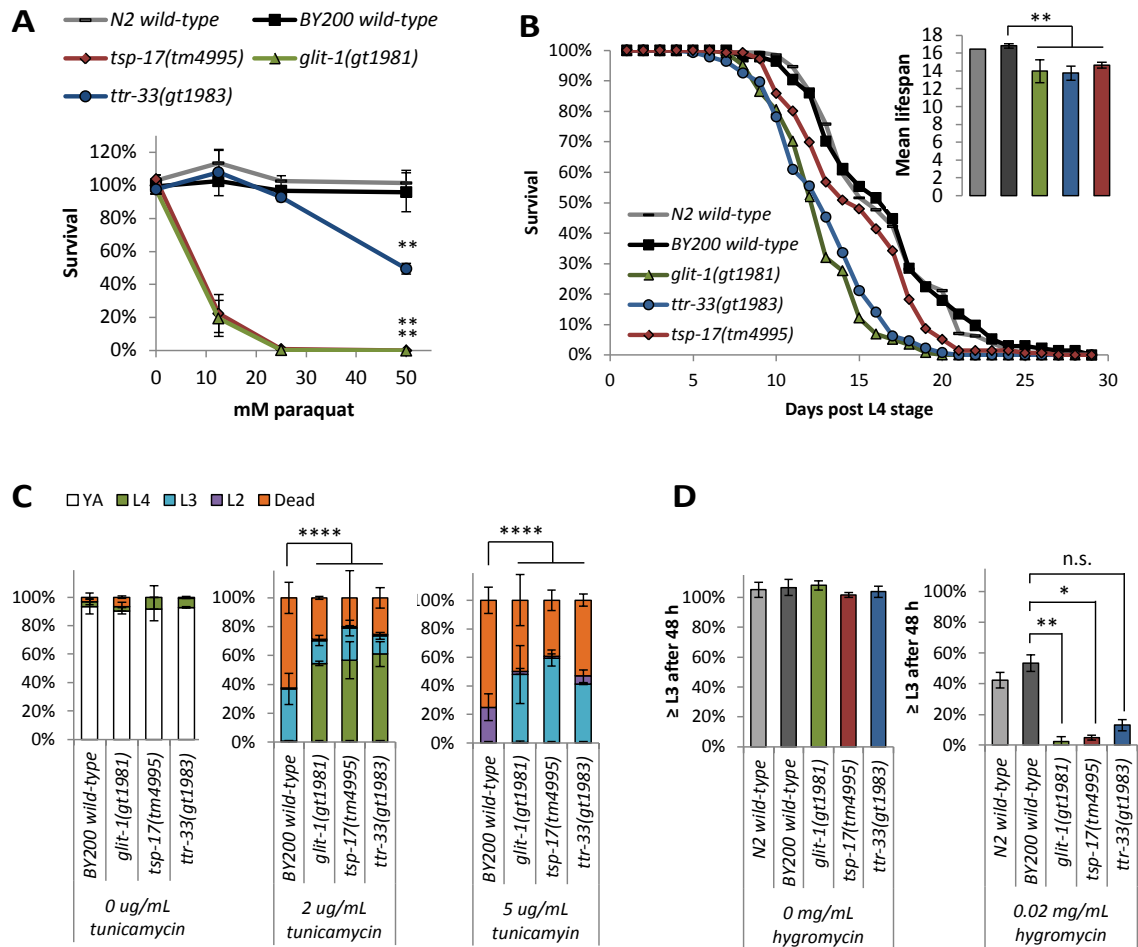 A
N2 wild-type
BY200 wild-type
tsp-17(tm4995)
glit-1(gt1981)
ttr-33(gt1983)
120%
100%
80%
60%
40%
20%
0%
Survival
**
**
**
0
10
20
30
40
50
mM paraquat
B
100%
90%
80%
70%
60%
50%
40%
30%
20%
10%
0%
Survival
N2 wild-type
BY200 wild-type
glit-1(gt1981)
ttr-33(gt1983)
tsp-17(tm4995)
0
5
10
15
20
25
30
Days post L4 stage
**
18
16
14
12
10
8
6
4
2
0
Mean lifespan
C
YA
L4
L3
L2
Dead
100%
80%
60%
40%
20%
0%
BY200 wild-type
glit-1(gt1981)
tsp-17(tm4995)
ttr-33(gt1983)
0 ug/mL
tunicamycin
****
100%
80%
60%
40%
20%
0%
BY200 wild-type
glit-1(gt1981)
tsp-17(tm4995)
ttr-33(gt1983)
2 ug/mL
tunicamycin
****
100%
80%
60%
40%
20%
0%
BY200 wild-type
glit-1(gt1981)
tsp-17(tm4995)
ttr-33(gt1983)
5 ug/mL
tunicamycin
D
≥ L3 after 48 h
100%
80%
60%
40%
20%
0%
N2 wild-type
BY200 wild-type
glit-1(gt1981)
tsp-17(tm4995)
ttr-33(gt1983)
0 mg/mL
hygromycin
n.s.
*
**
≥ L3 after 48 h
100%
80%
60%
40%
20%
0%
N2 wild-type
BY200 wild-type
glit-1(gt1981)
tsp-17(tm4995)
ttr-33(gt1983)
0.02 mg/mL
hygromycin